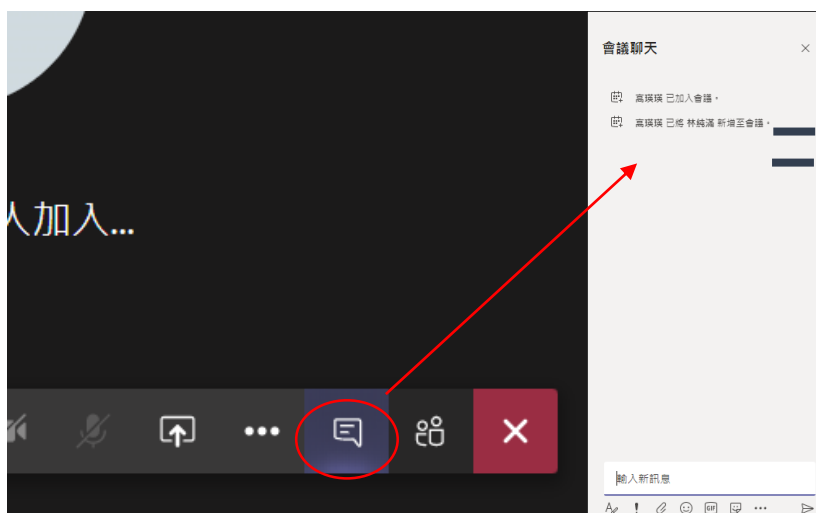 會議聊天
高瑛瑛 已加入會議。
高瑛瑛 已將 林純滿 新增至會議。
人加入...
輸入新訊息
GIF